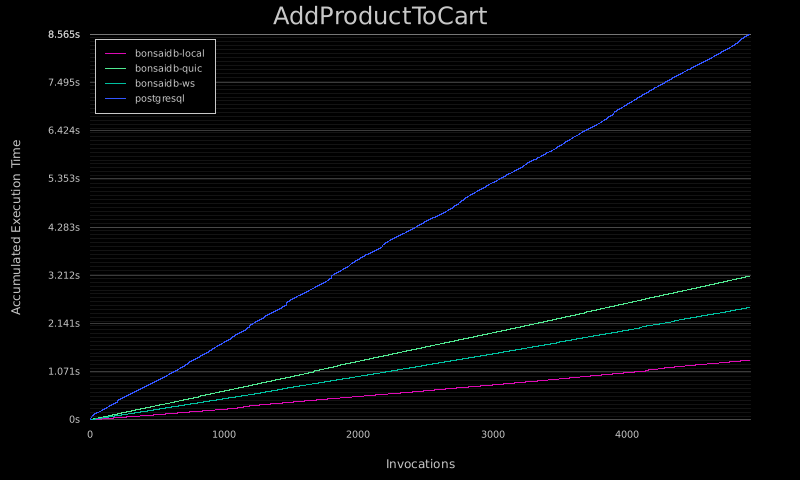 AddProductToCart
8.565s
bonsaidb-local
bonsaidb-quic
bonsaidb-ws
postgresql
7.495s
6.424s
5.353s
4.283s
3.212s
2.141s
1.071s
0s
Accumulated Execution Time
0 1000 2000 3000 4000
Invocations